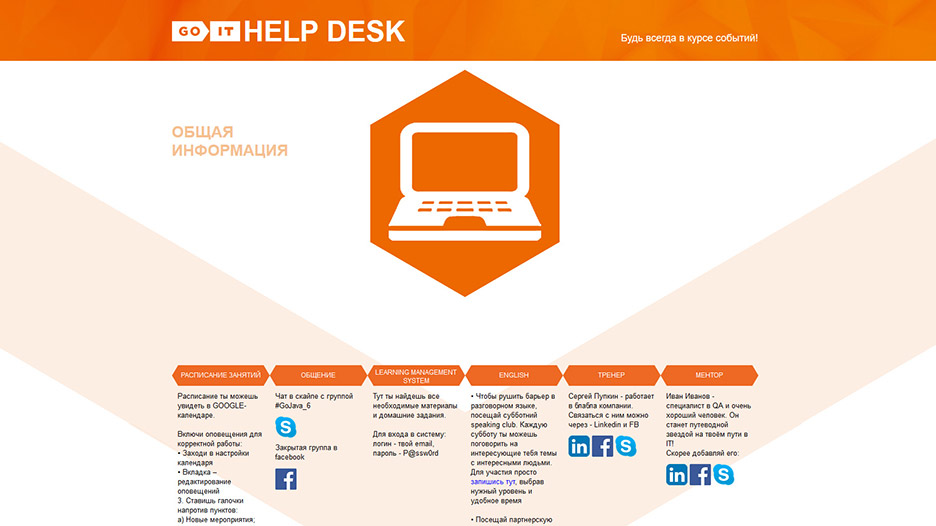 GO IT HELP DESK
Будь всегда в курсе событий!
ОБЩАЯ
ИНФОРМАЦИЯ
РАСПИСАНИЕ ЗАНЯТИЙ
Расписание ты можешь
увидеть в GOOGLE-
календаре.
Включи оповещения для
корректной работы:
• Заходи в настройки
календаря
• Вкладка –
редактирование
оповещений
3. Ставишь галочки
напротив пунктов:
а) Новые мероприятия;
ОБЩЕНИЕ
Чат в скайпе с группой
#GoJava_6
Закрытая группа в
facebook
LEARNING MANAGEMENT
SYSTEM
Тут ты найдешь все
необходимые материалы
и домашние задания.
Для входа в систему:
логин - твой email,
пароль - P@ssw0rd
ENGLISH
• Чтобы рушить барьер в
разговорном языке,
посещай субботний
speaking club. Каждую
субботу ты можешь
поговорять на
интересующие тебя темы
с интересными людьми.
Для участия просто
запишись тут, выбрав
нужный уровень и
удобное время
• Посещай партнерскую
ТРЕНЕР
Сергей Пупкин - работает
в блабла компании.
Связаться с ним можно
через - Linkedin и FB
in f S
МЕНТОР
Иван Иванов -
специалист в QA и очень
хороший человек. Он
станет путеводной
звездой на твоём пути в
IT!
Скорее добавляй его:
in f S